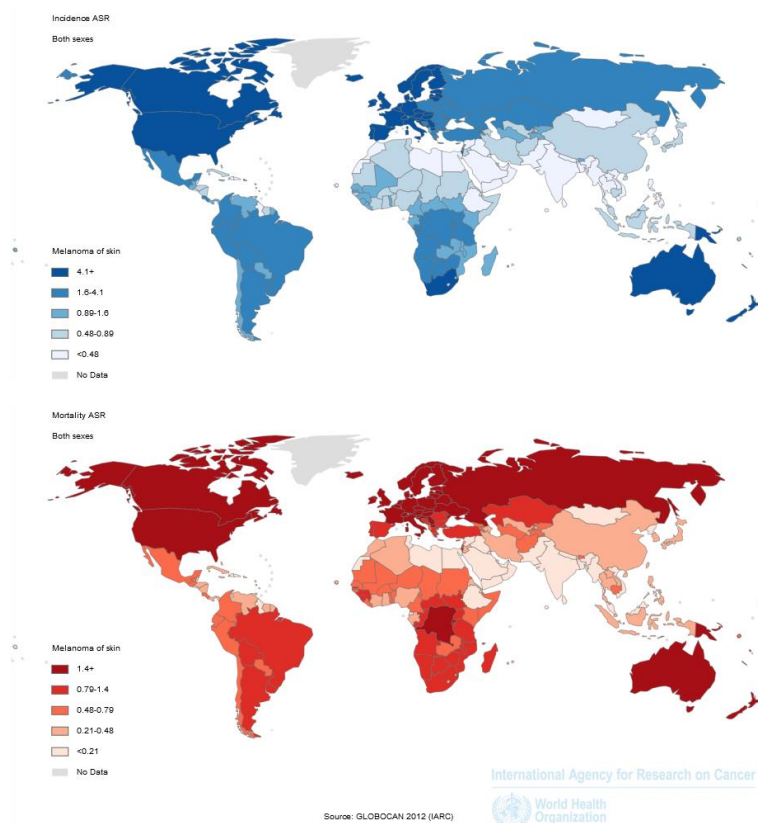 Incidence ASR
Both sexes
Melanoma of skin
4.1+
1.6-4.1
0.89-1.6
0.48-0.89
<0.48
No Data
Mortality ASR
Both sexes
Melanoma of skin
1.4+
0.79-1.4
0.48-0.79
0.21-0.48
<0.21
No Data
International Agency for Research on Cancer
World Health
Organization
Source: GLOBOCAN 2012 (IARC)